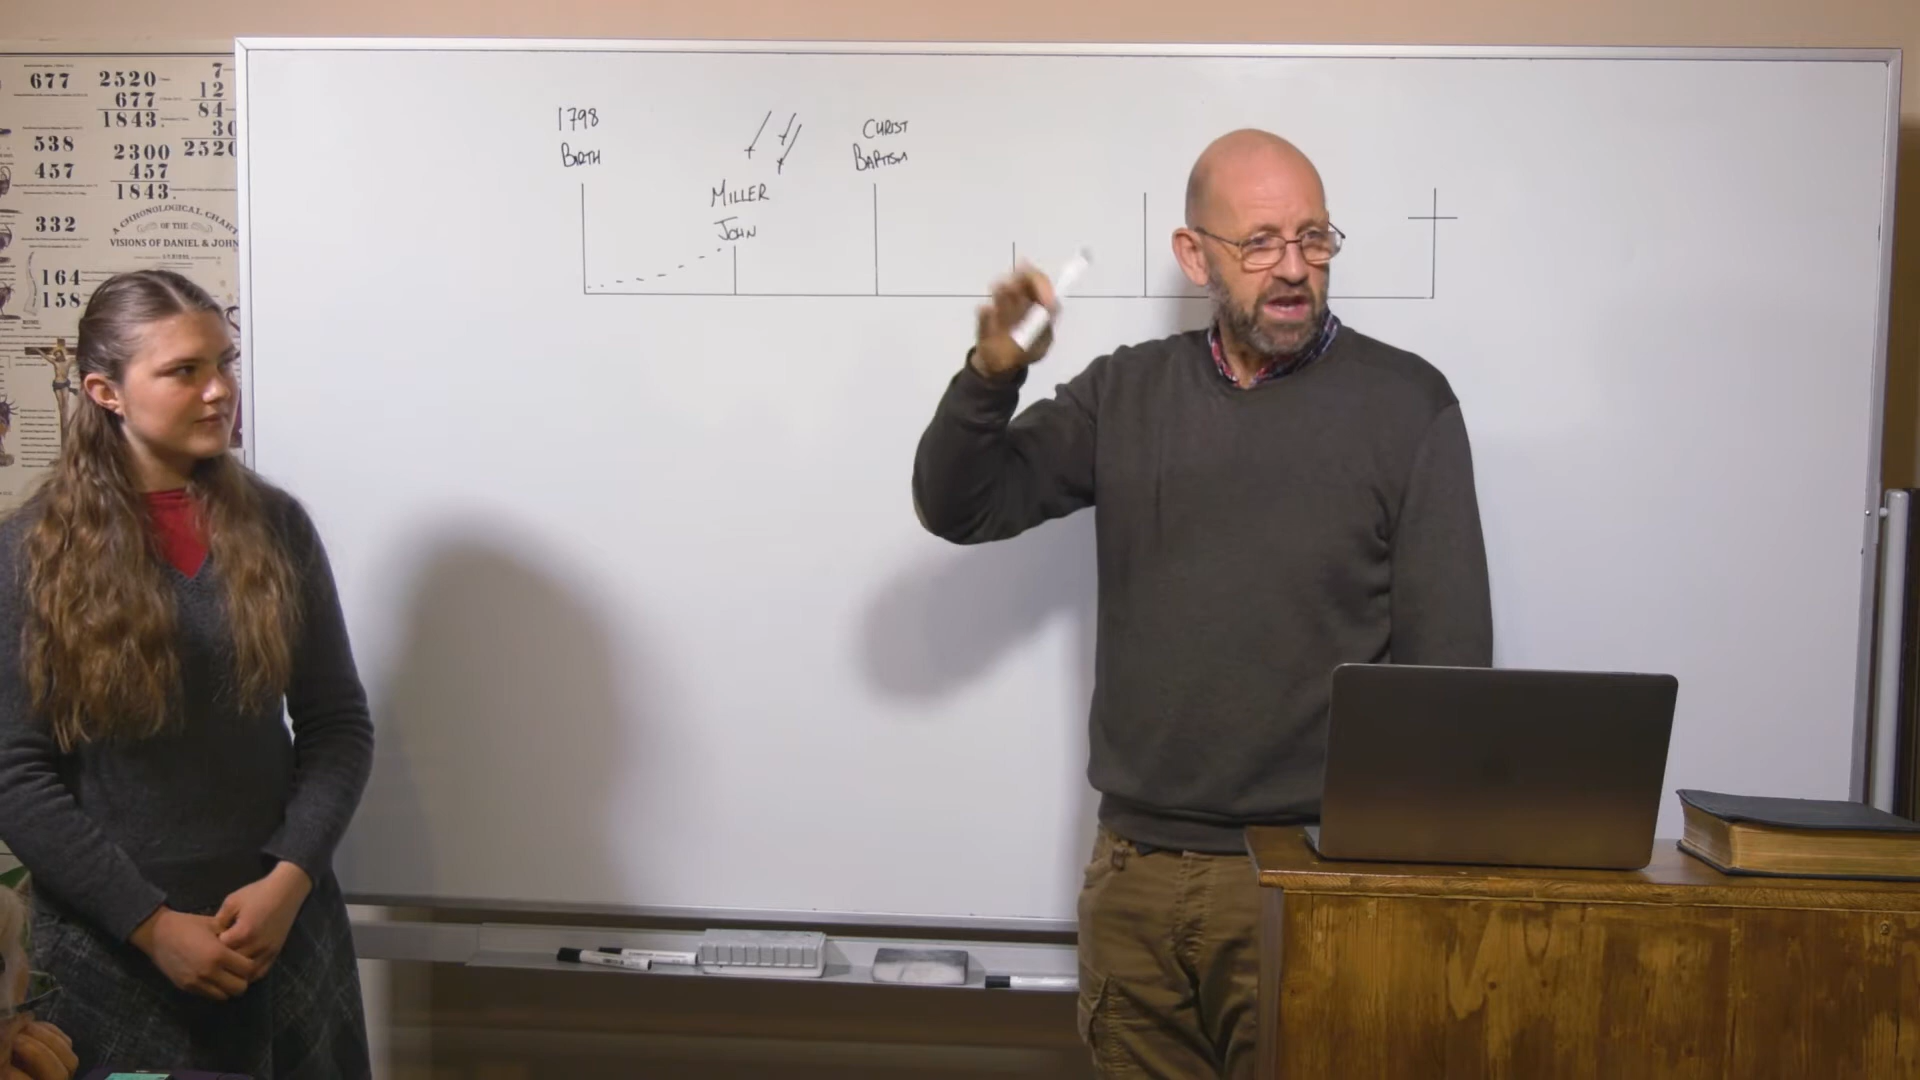 677
538
457
332
164
158
2520
677
1843.
2300
457
1843.
7
12
84
30
2520
A CHRONOLOGICAL CHART
OF THE
VISIONS OF DANIEL & JOHN
1798
BIRTH
MILLER
JOHN
CHRIST
BAPTISM